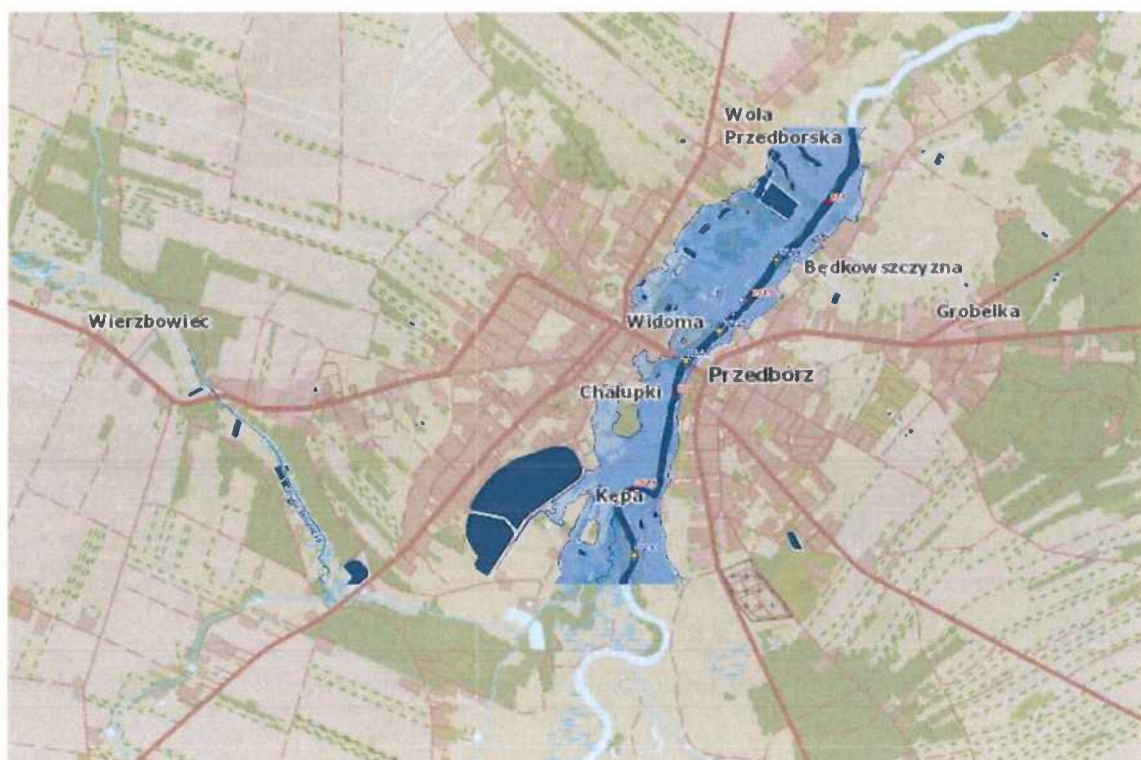 Wola
Przedborska
Będkowszczyzna
Grobelka
Wierzbowiec
Widoma
Przedbórz
Chałupki
Kępa